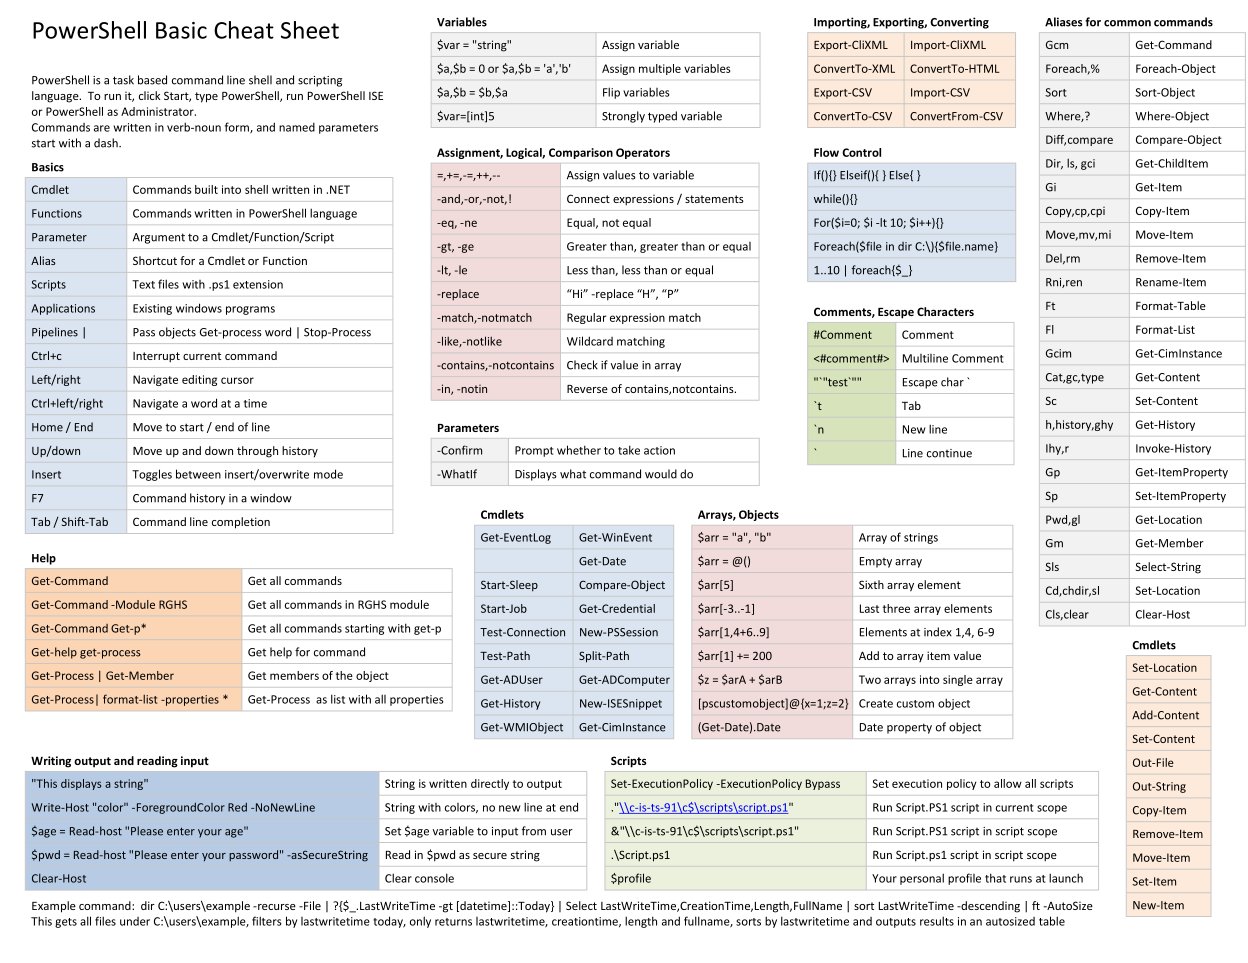 PowerShell Basic Cheat Sheet
PowerShell is a task based command line shell and scripting
language.  To run it, click Start, type PowerShell, run PowerShell ISE
or PowerShell as Administrator.
Commands are written in verb-noun form, and named parameters
start with a dash.
Basics
Cmdlet Commands built into shell written in .NET
Functions Commands written in PowerShell language
Parameter Argument to a Cmdlet/Function/Script
Alias Shortcut for a Cmdlet or Function
Scripts Text files with .ps1 extension
Applications Existing windows programs
Pipelines | Pass objects Get-process word | Stop-Process
Ctrl+c Interrupt current command
Left/right Navigate editing cursor
Ctrl+left/right Navigate a word at a time
Home / End Move to start / end of line
Up/down Move up and down through history
Insert Toggles between insert/overwrite mode
F7 Command history in a window
Tab / Shift-Tab Command line completion
Help
Get-Command Get all commands
Get-Command -Module RGHS Get all commands in RGHS module
Get-Command Get-p* Get all commands starting with get-p
Get-help get-process Get help for command
Get-Process | Get-Member Get members of the object
Get-Process| format-list -properties * Get-Process  as list with all properties
Variables
$var = "string" Assign variable
$a,$b = 0 or $a,$b = 'a','b' Assign multiple variables
$a,$b = $b,$a Flip variables
$var=[int]5 Strongly typed variable
Assignment, Logical, Comparison Operators
=,+=,-=,++,-- Assign values to variable
-and,-or,-not,! Connect expressions / statements
-eq, -ne Equal, not equal
-gt, -ge Greater than, greater than or equal
-lt, -le Less than, less than or equal
-replace “Hi” -replace “H”, “P”
-match,-notmatch Regular expression match
-like,-notlike Wildcard matching
-contains,-notcontains Check if value in array
-in, -notin Reverse of contains,notcontains.
Parameters
-Confirm Prompt whether to take action
-WhatIf Displays what command would do
Importing, Exporting, Converting
Export-CliXML Import-CliXML
ConvertTo-XML ConvertTo-HTML
Export-CSV Import-CSV
ConvertTo-CSV ConvertFrom-CSV
Flow Control
If(){} Elseif(){ } Else{ }
while(){}
For($i=0; $i -lt 10; $i++){}
Foreach($file in dir C:\){$file.name}
1..10 | foreach{$_}
Comments, Escape Characters
#Comment Comment
<#comment#> Multiline Comment
"`"test`"" Escape char `
`t Tab
`n New line
` Line continue
Cmdlets
Get-EventLog Get-WinEvent
Get-Date
Start-Sleep Compare-Object
Start-Job Get-Credential
Test-Connection New-PSSession
Test-Path Split-Path
Get-ADUser Get-ADComputer
Get-History New-ISESnippet
Get-WMIObject Get-CimInstance
Arrays, Objects
$arr = "a", "b" Array of strings
$arr = @() Empty array
$arr[5] Sixth array element
$arr[-3..-1] Last three array elements
$arr[1,4+6..9] Elements at index 1,4, 6-9
$arr[1] += 200 Add to array item value
$z = $arA + $arB Two arrays into single array
[pscustomobject]@{x=1;z=2} Create custom object
(Get-Date).Date Date property of object
Aliases for common commands
Gcm Get-Command
Foreach,% Foreach-Object
Sort Sort-Object
Where,? Where-Object
Diff,compare Compare-Object
Dir, ls, gci Get-ChildItem
Gi Get-Item
Copy,cp,cpi Copy-Item
Move,mv,mi Move-Item
Del,rm Remove-Item
Rni,ren Rename-Item
Ft Format-Table
Fl Format-List
Gcim Get-CimInstance
Cat,gc,type Get-Content
Sc Set-Content
h,history,ghy Get-History
Ihy,r Invoke-History
Gp Get-ItemProperty
Sp Set-ItemProperty
Pwd,gl Get-Location
Gm Get-Member
Sls Select-String
Cd,chdir,sl Set-Location
Cls,clear Clear-Host
Cmdlets
Set-Location
Get-Content
Add-Content
Set-Content
Out-File
Out-String
Copy-Item
Remove-Item
Move-Item
Set-Item
New-Item
Writing output and reading input
"This displays a string" String is written directly to output
Write-Host "color" -ForegroundColor Red -NoNewLine String with colors, no new line at end
$age = Read-host "Please enter your age" Set $age variable to input from user
$pwd = Read-host "Please enter your password" -asSecureString Read in $pwd as secure string
Clear-Host Clear console
Scripts
Set-ExecutionPolicy -ExecutionPolicy Bypass Set execution policy to allow all scripts
."\\c-is-ts-91\c$\scripts\script.ps1" Run Script.PS1 script in current scope
&"\\c-is-ts-91\c$\scripts\script.ps1" Run Script.PS1 script in script scope
.\Script.ps1 Run Script.ps1 script in script scope
$profile Your personal profile that runs at launch
Example command:  dir C:\users\example -recurse -File | ?{$_.LastWriteTime -gt [datetime]::Today} | Select LastWriteTime,CreationTime,Length,FullName | sort LastWriteTime -descending | ft -AutoSize
This gets all files under C:\users\example, filters by lastwritetime today, only returns lastwritetime, creationtime, length and fullname, sorts by lastwritetime and outputs results in an autosized table